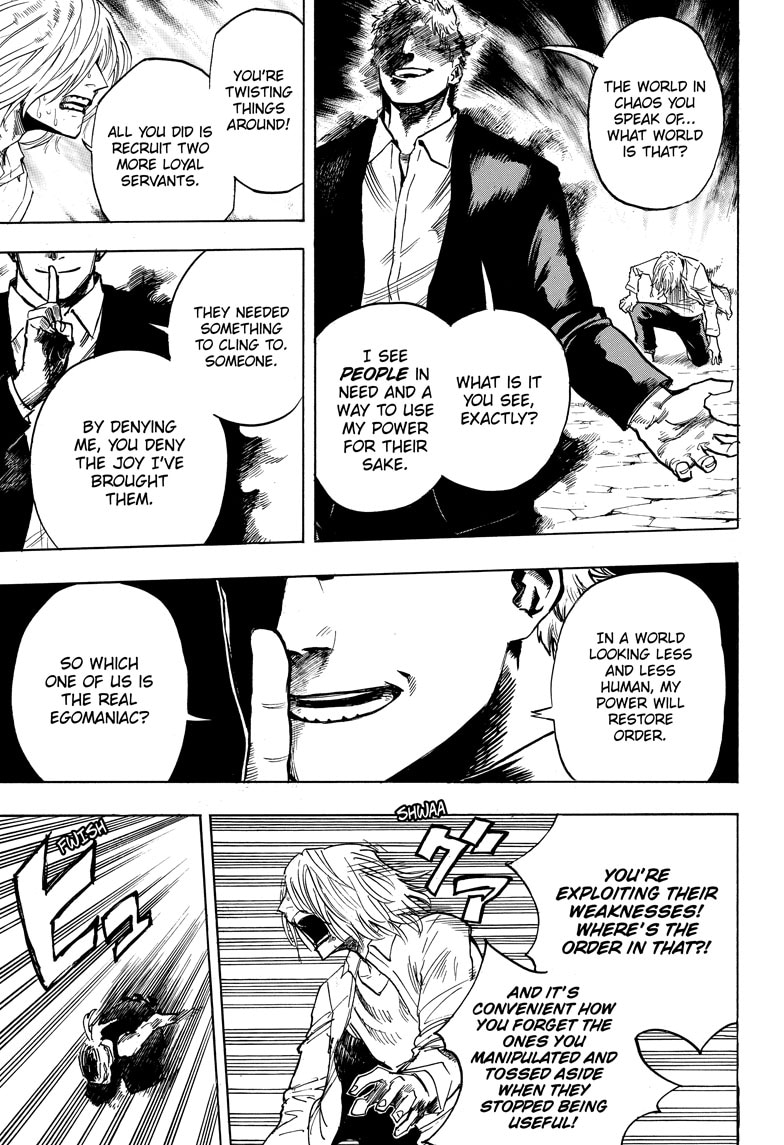 THE WORLD IN
CHAOS YOU
SPEAK OF...
WHAT WORLD
IS THAT?
WHAT IS IT
YOU SEE,
EXACTLY?
I SEE
PEOPLE IN
NEED AND A
WAY TO USE
MY POWER
FOR THEIR
SAKE.
YOU'RE
TWISTING
THINGS
AROUND!
ALL YOU DID IS
RECRUIT TWO
MORE LOYAL
SERVANTS.
THEY NEEDED
SOMETHING
TO CLING TO.
SOMEONE.
BY DENYING
ME, YOU DENY
THE JOY I'VE
BROUGHT
THEM.
IN A WORLD
LOOKING LESS
AND LESS
HUMAN, MY
POWER WILL
RESTORE
ORDER.
SO WHICH
ONE OF US IS
THE REAL
EGOMANIAC?
YOU'RE
EXPLOITING THEIR
WEAKNESSES!
WHERE'S THE
ORDER IN THAT?!
AND IT'S
CONVENIENT HOW
YOU FORGET THE
ONES YOU
MANIPULATED AND
TOSSED ASIDE
WHEN THEY
STOPPED BEING
USEFUL!
SHWAA
グァ
FWISH
ヒュ